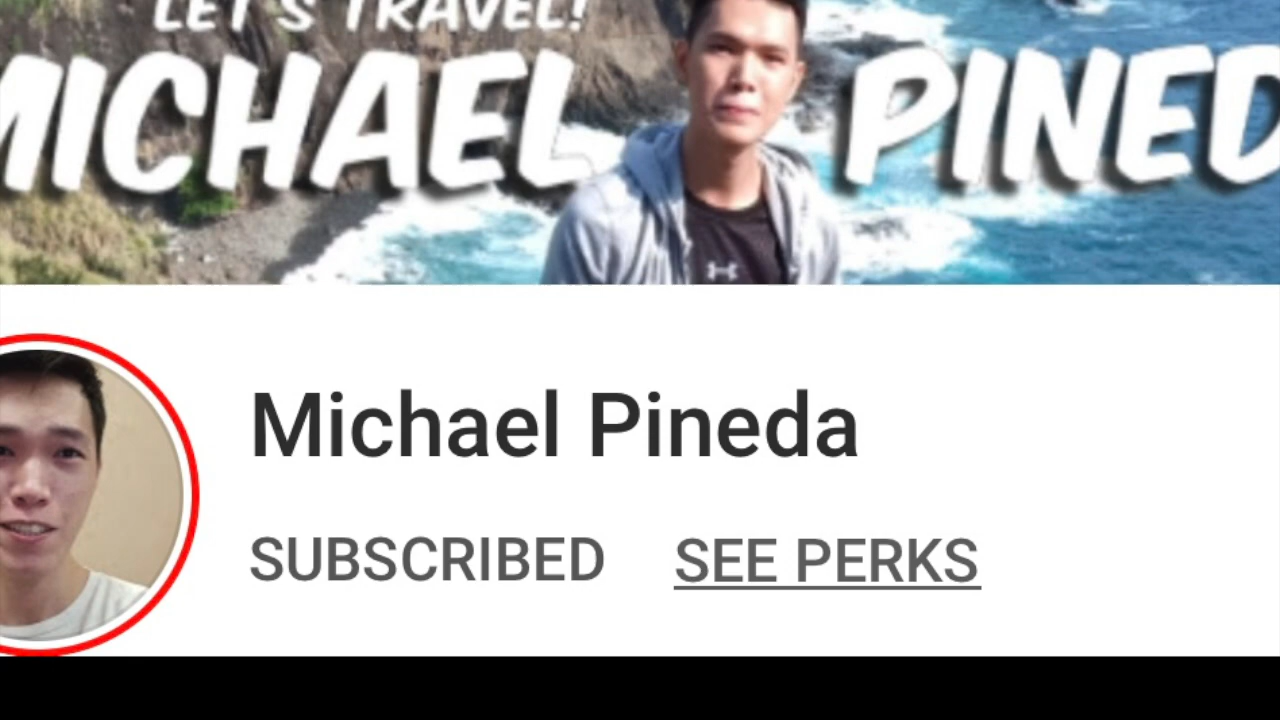 LET'S TRAVEL!
MICHAEL PINED
Michael Pineda
SUBSCRIBED SEE PERKS